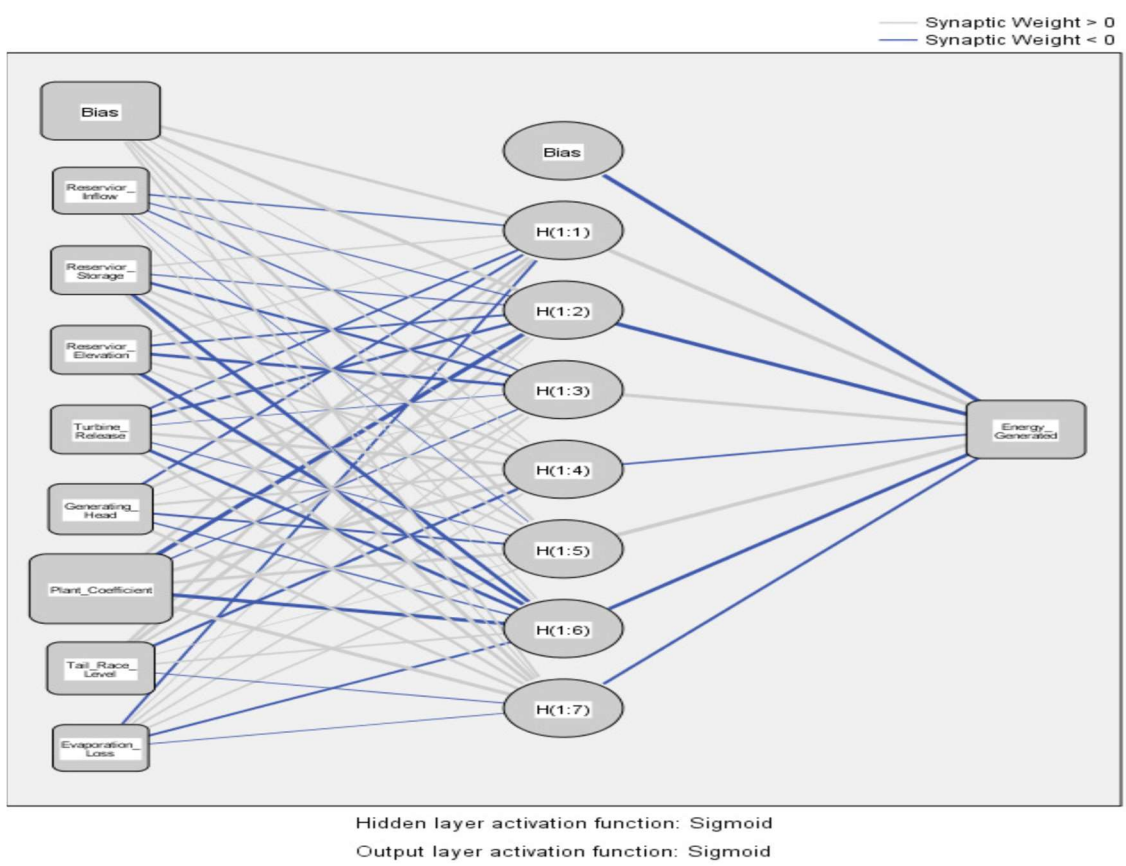 Synaptic Weight > 0
Synaptic Weight < 0
Bias
Reservior_
Inflow
Reservior_
Storage
Reservior_
Elevation
Turbine_
Release
Generating_
Head
Plant_Coefficient
Tail_Race_
Level
Evaporation_
Loss
Bias
H(1:1)
H(1:2)
H(1:3)
H(1:4)
H(1:5)
H(1:6)
H(1:7)
Energy_
Generated
Hidden layer activation function: Sigmoid
Output layer activation function: Sigmoid